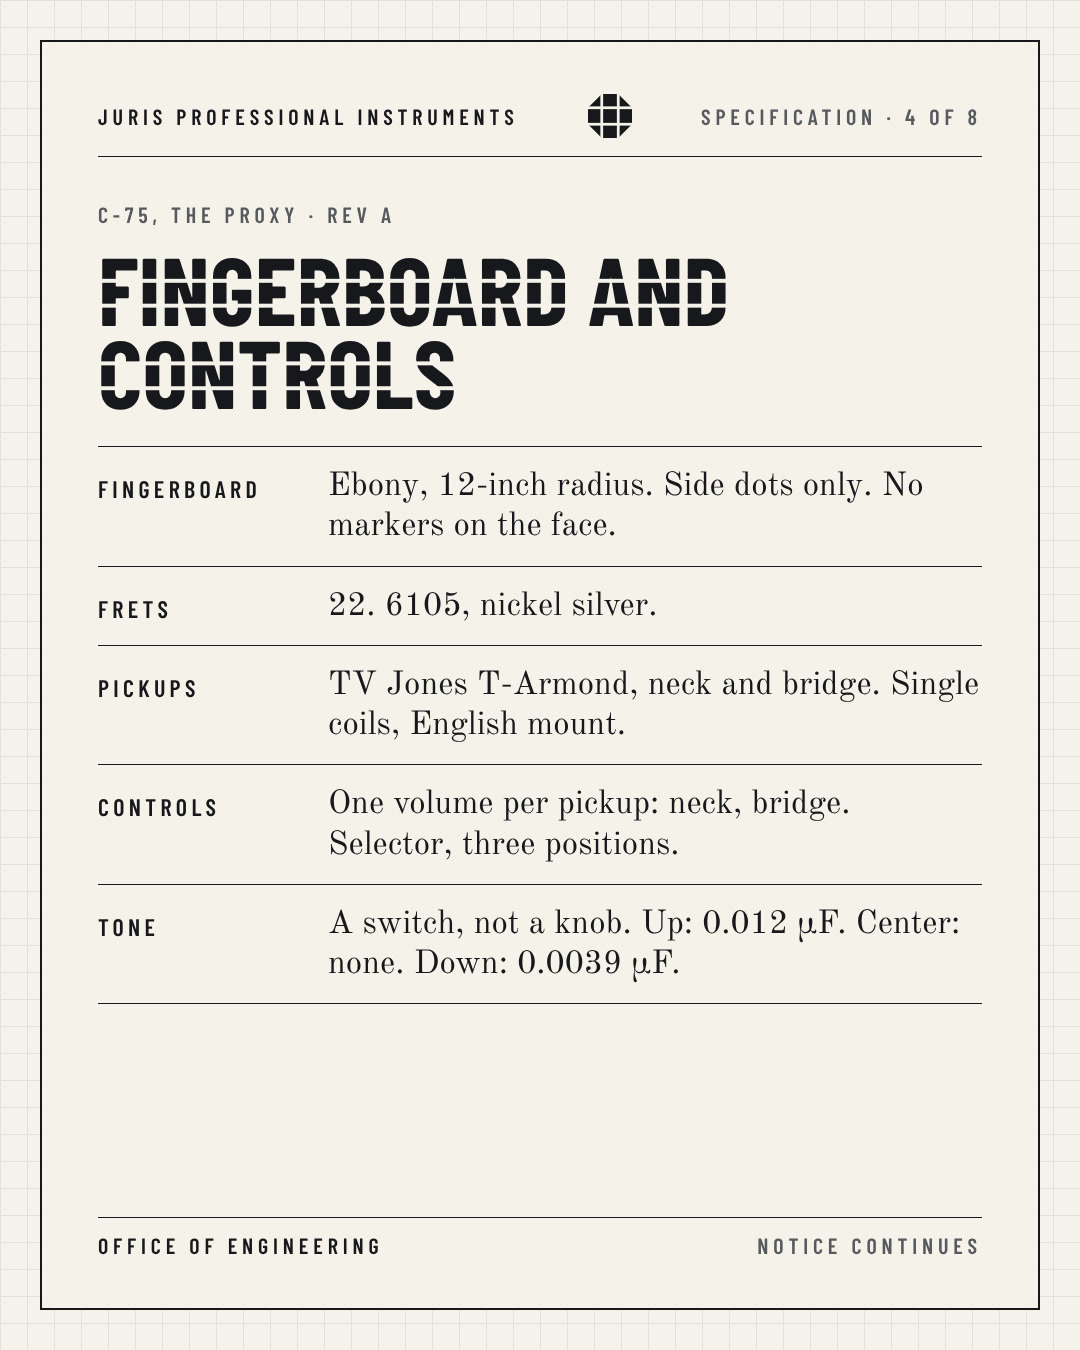 JURIS PROFESSIONAL INSTRUMENTS
SPECIFICATION · 4 OF 8
C-75, THE PROXY · REV A
FINGERBOARD AND
CONTROLS
FINGERBOARD
Ebony, 12-inch radius. Side dots only. No
markers on the face.
FRETS
22. 6105, nickel silver.
PICKUPS
TV Jones T-Armond, neck and bridge. Single
coils, English mount.
CONTROLS
One volume per pickup: neck, bridge.
Selector, three positions.
TONE
A switch, not a knob. Up: 0.012 µF. Center:
none. Down: 0.0039 µF.
OFFICE OF ENGINEERING
NOTICE CONTINUES